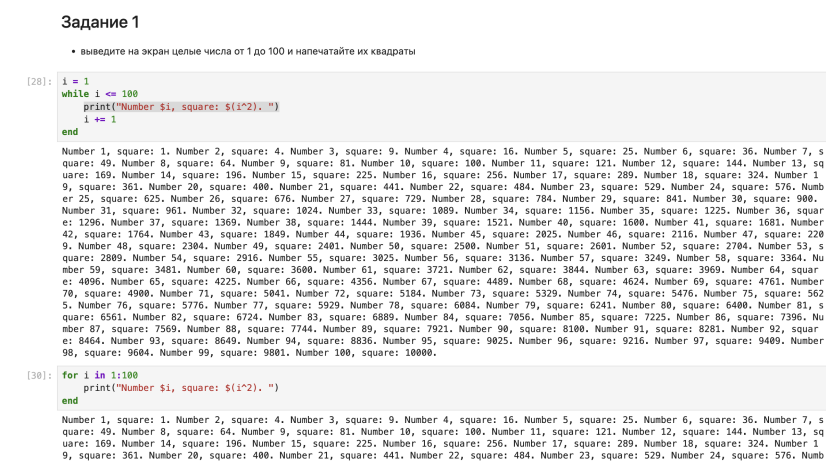 Задание 1
• выведите на экран целые числа от 1 до 100 и напечатайте их квадраты
[28]: i = 1
while i <= 100
    print("Number $i, square: $(i^2). ")
    i += 1
end
Number 1, square: 1. Number 2, square: 4. Number 3, square: 9. Number 4, square: 16. Number 5, square: 25. Number 6, square: 36. Number 7, s
quare: 49. Number 8, square: 64. Number 9, square: 81. Number 10, square: 100. Number 11, square: 121. Number 12, square: 144. Number 13, sq
uare: 169. Number 14, square: 196. Number 15, square: 225. Number 16, square: 256. Number 17, square: 289. Number 18, square: 324. Number 1
9, square: 361. Number 20, square: 400. Number 21, square: 441. Number 22, square: 484. Number 23, square: 529. Number 24, square: 576. Numb
er 25, square: 625. Number 26, square: 676. Number 27, square: 729. Number 28, square: 784. Number 29, square: 841. Number 30, square: 900.
Number 31, square: 961. Number 32, square: 1024. Number 33, square: 1089. Number 34, square: 1156. Number 35, square: 1225. Number 36, squar
e: 1296. Number 37, square: 1369. Number 38, square: 1444. Number 39, square: 1521. Number 40, square: 1600. Number 41, square: 1681. Number
42, square: 1764. Number 43, square: 1849. Number 44, square: 1936. Number 45, square: 2025. Number 46, square: 2116. Number 47, square: 220
9. Number 48, square: 2304. Number 49, square: 2401. Number 50, square: 2500. Number 51, square: 2601. Number 52, square: 2704. Number 53, s
quare: 2809. Number 54, square: 2916. Number 55, square: 3025. Number 56, square: 3136. Number 57, square: 3249. Number 58, square: 3364. Nu
mber 59, square: 3481. Number 60, square: 3600. Number 61, square: 3721. Number 62, square: 3844. Number 63, square: 3969. Number 64, squar
e: 4096. Number 65, square: 4225. Number 66, square: 4356. Number 67, square: 4489. Number 68, square: 4624. Number 69, square: 4761. Number
70, square: 4900. Number 71, square: 5041. Number 72, square: 5184. Number 73, square: 5329. Number 74, square: 5476. Number 75, square: 562
5. Number 76, square: 5776. Number 77, square: 5929. Number 78, square: 6084. Number 79, square: 6241. Number 80, square: 6400. Number 81, s
quare: 6561. Number 82, square: 6724. Number 83, square: 6889. Number 84, square: 7056. Number 85, square: 7225. Number 86, square: 7396. Nu
mber 87, square: 7569. Number 88, square: 7744. Number 89, square: 7921. Number 90, square: 8100. Number 91, square: 8281. Number 92, squar
e: 8464. Number 93, square: 8649. Number 94, square: 8836. Number 95, square: 9025. Number 96, square: 9216. Number 97, square: 9409. Number
98, square: 9604. Number 99, square: 9801. Number 100, square: 10000.
[30]: for i in 1:100
    print("Number $i, square: $(i^2). ")
end
Number 1, square: 1. Number 2, square: 4. Number 3, square: 9. Number 4, square: 16. Number 5, square: 25. Number 6, square: 36. Number 7, s
quare: 49. Number 8, square: 64. Number 9, square: 81. Number 10, square: 100. Number 11, square: 121. Number 12, square: 144. Number 13, sq
uare: 169. Number 14, square: 196. Number 15, square: 225. Number 16, square: 256. Number 17, square: 289. Number 18, square: 324. Number 1
9, square: 361. Number 20, square: 400. Number 21, square: 441. Number 22, square: 484. Number 23, square: 529. Number 24, square: 576. Numb